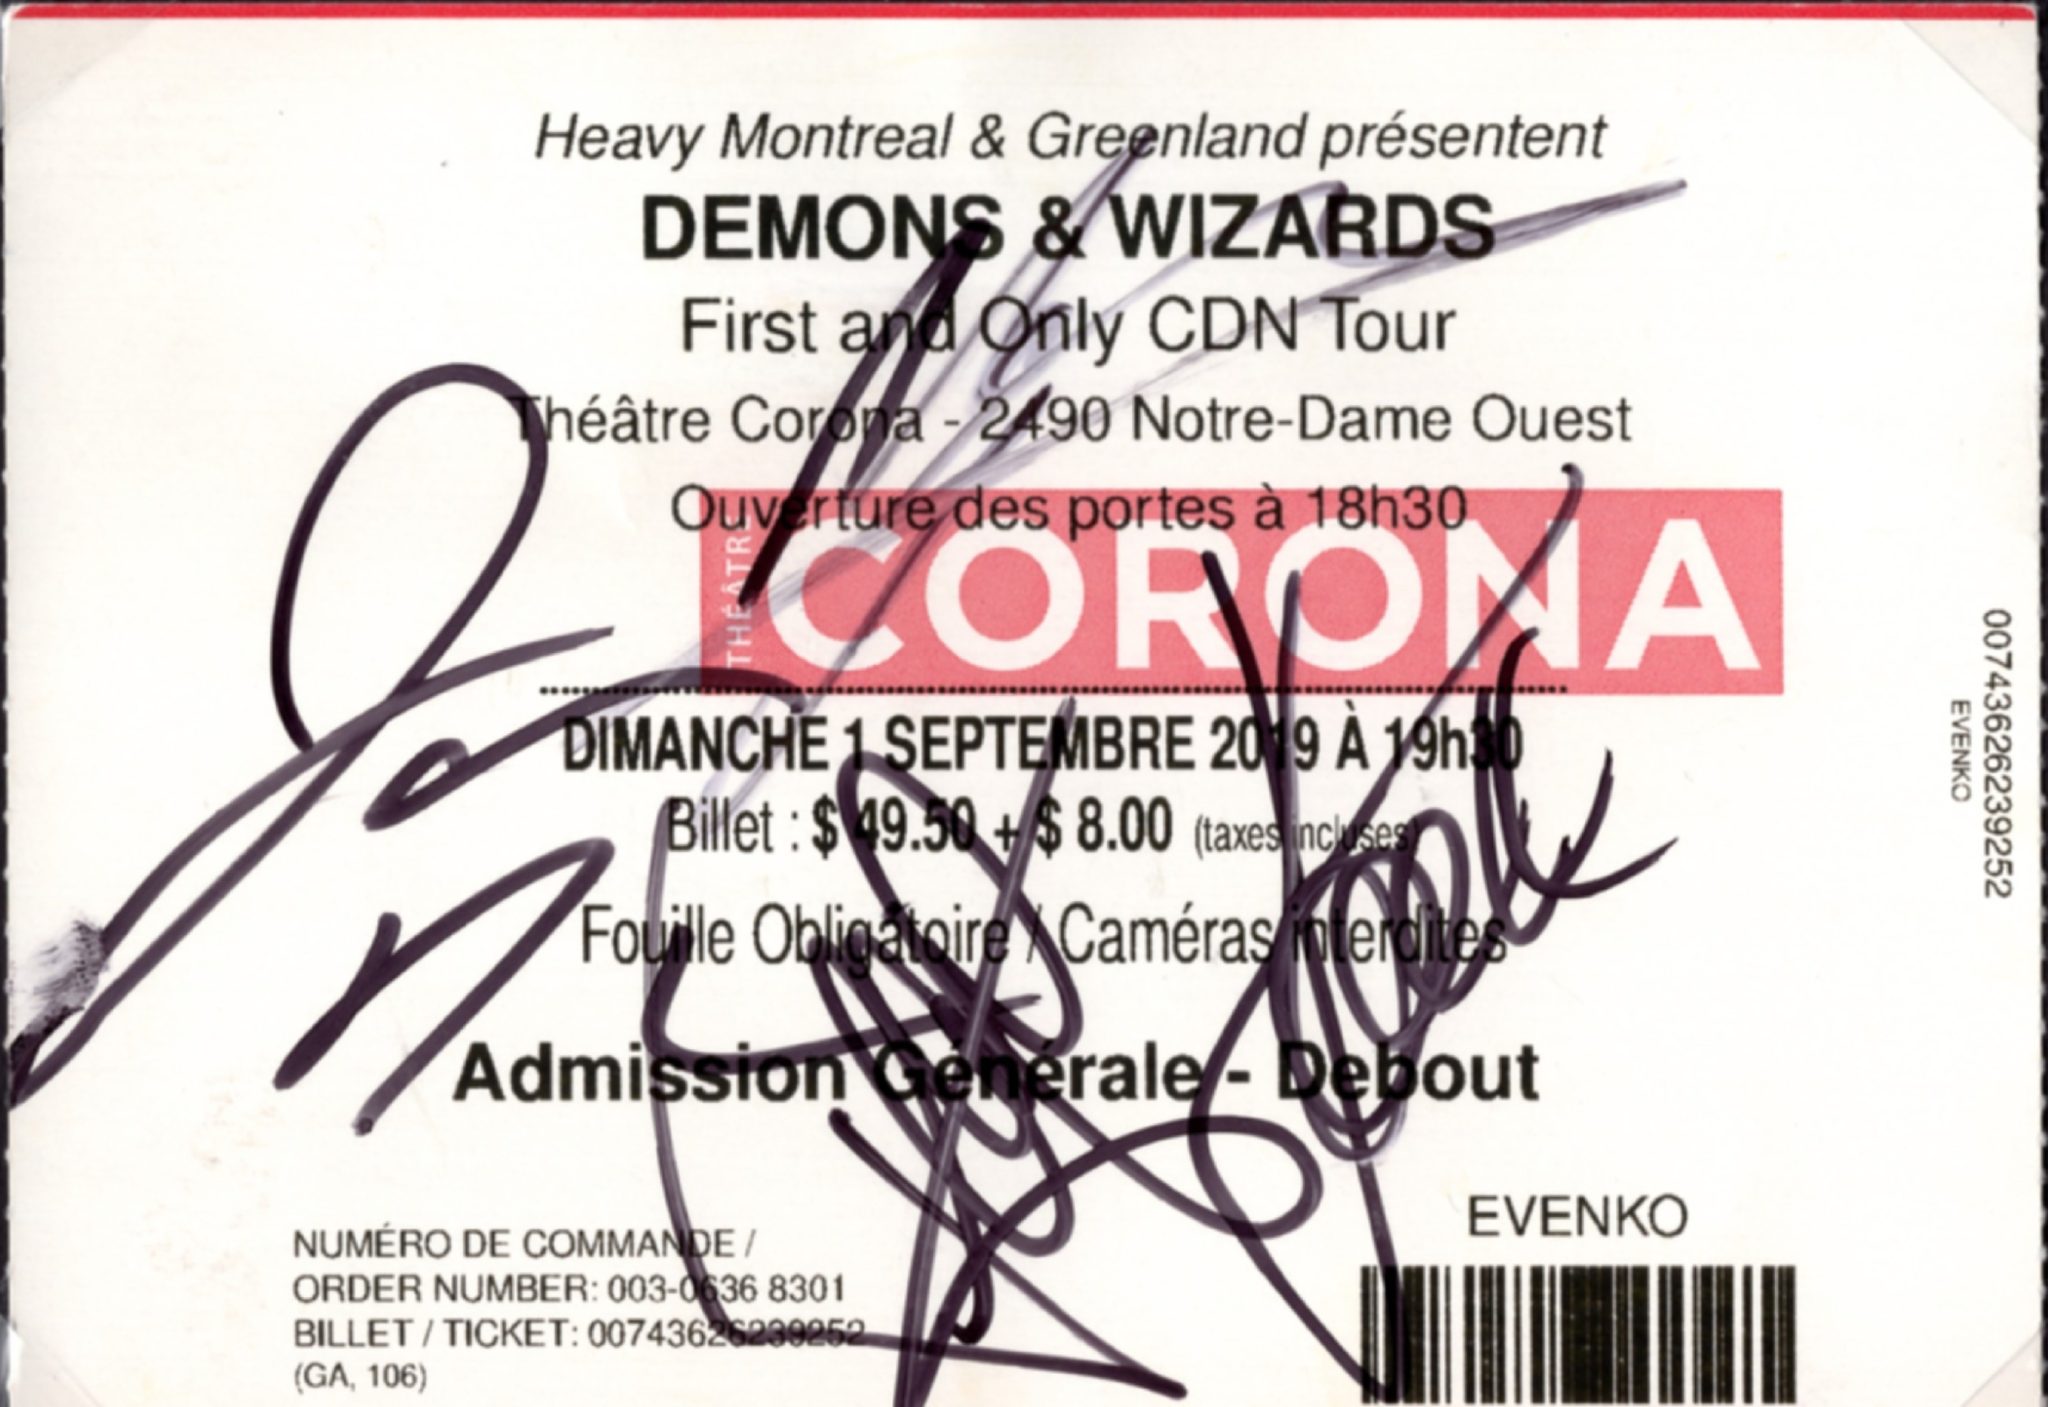 Heavy Montreal & Greenland présentent
DEMONS & WIZARDS
First and Only CDN Tour
Théâtre Corona - 2490 Notre-Dame Ouest
Ouverture des portes à 18h30
THÉÂTRE CORONA
DIMANCHE 1 SEPTEMBRE 2019 À 19h30
Billet : $ 49.50 + $ 8.00 (taxes incluses)
Fouille Obligatoire / Caméras interdites
Admission Générale - Debout
EVENKO
NUMÉRO DE COMMANDE /
ORDER NUMBER: 003-0636 8301
BILLET / TICKET: 00743626239252
(GA, 106)
00743626239252
EVENKO